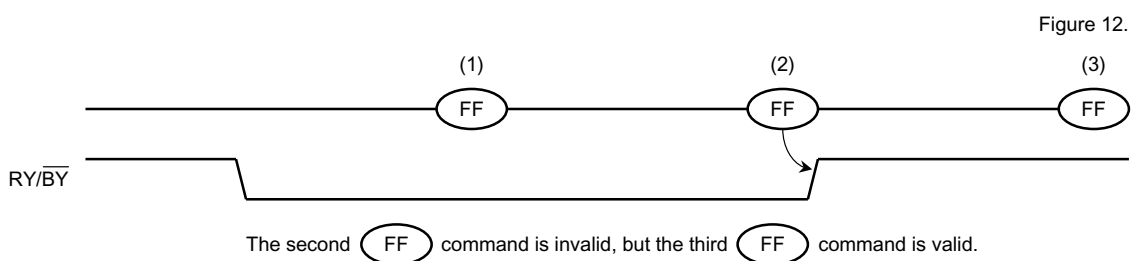 Figure 12.
(1) (2) (3)
FF FF FF
RY/B̅Y̅
The second FF command is invalid, but the third FF command is valid.